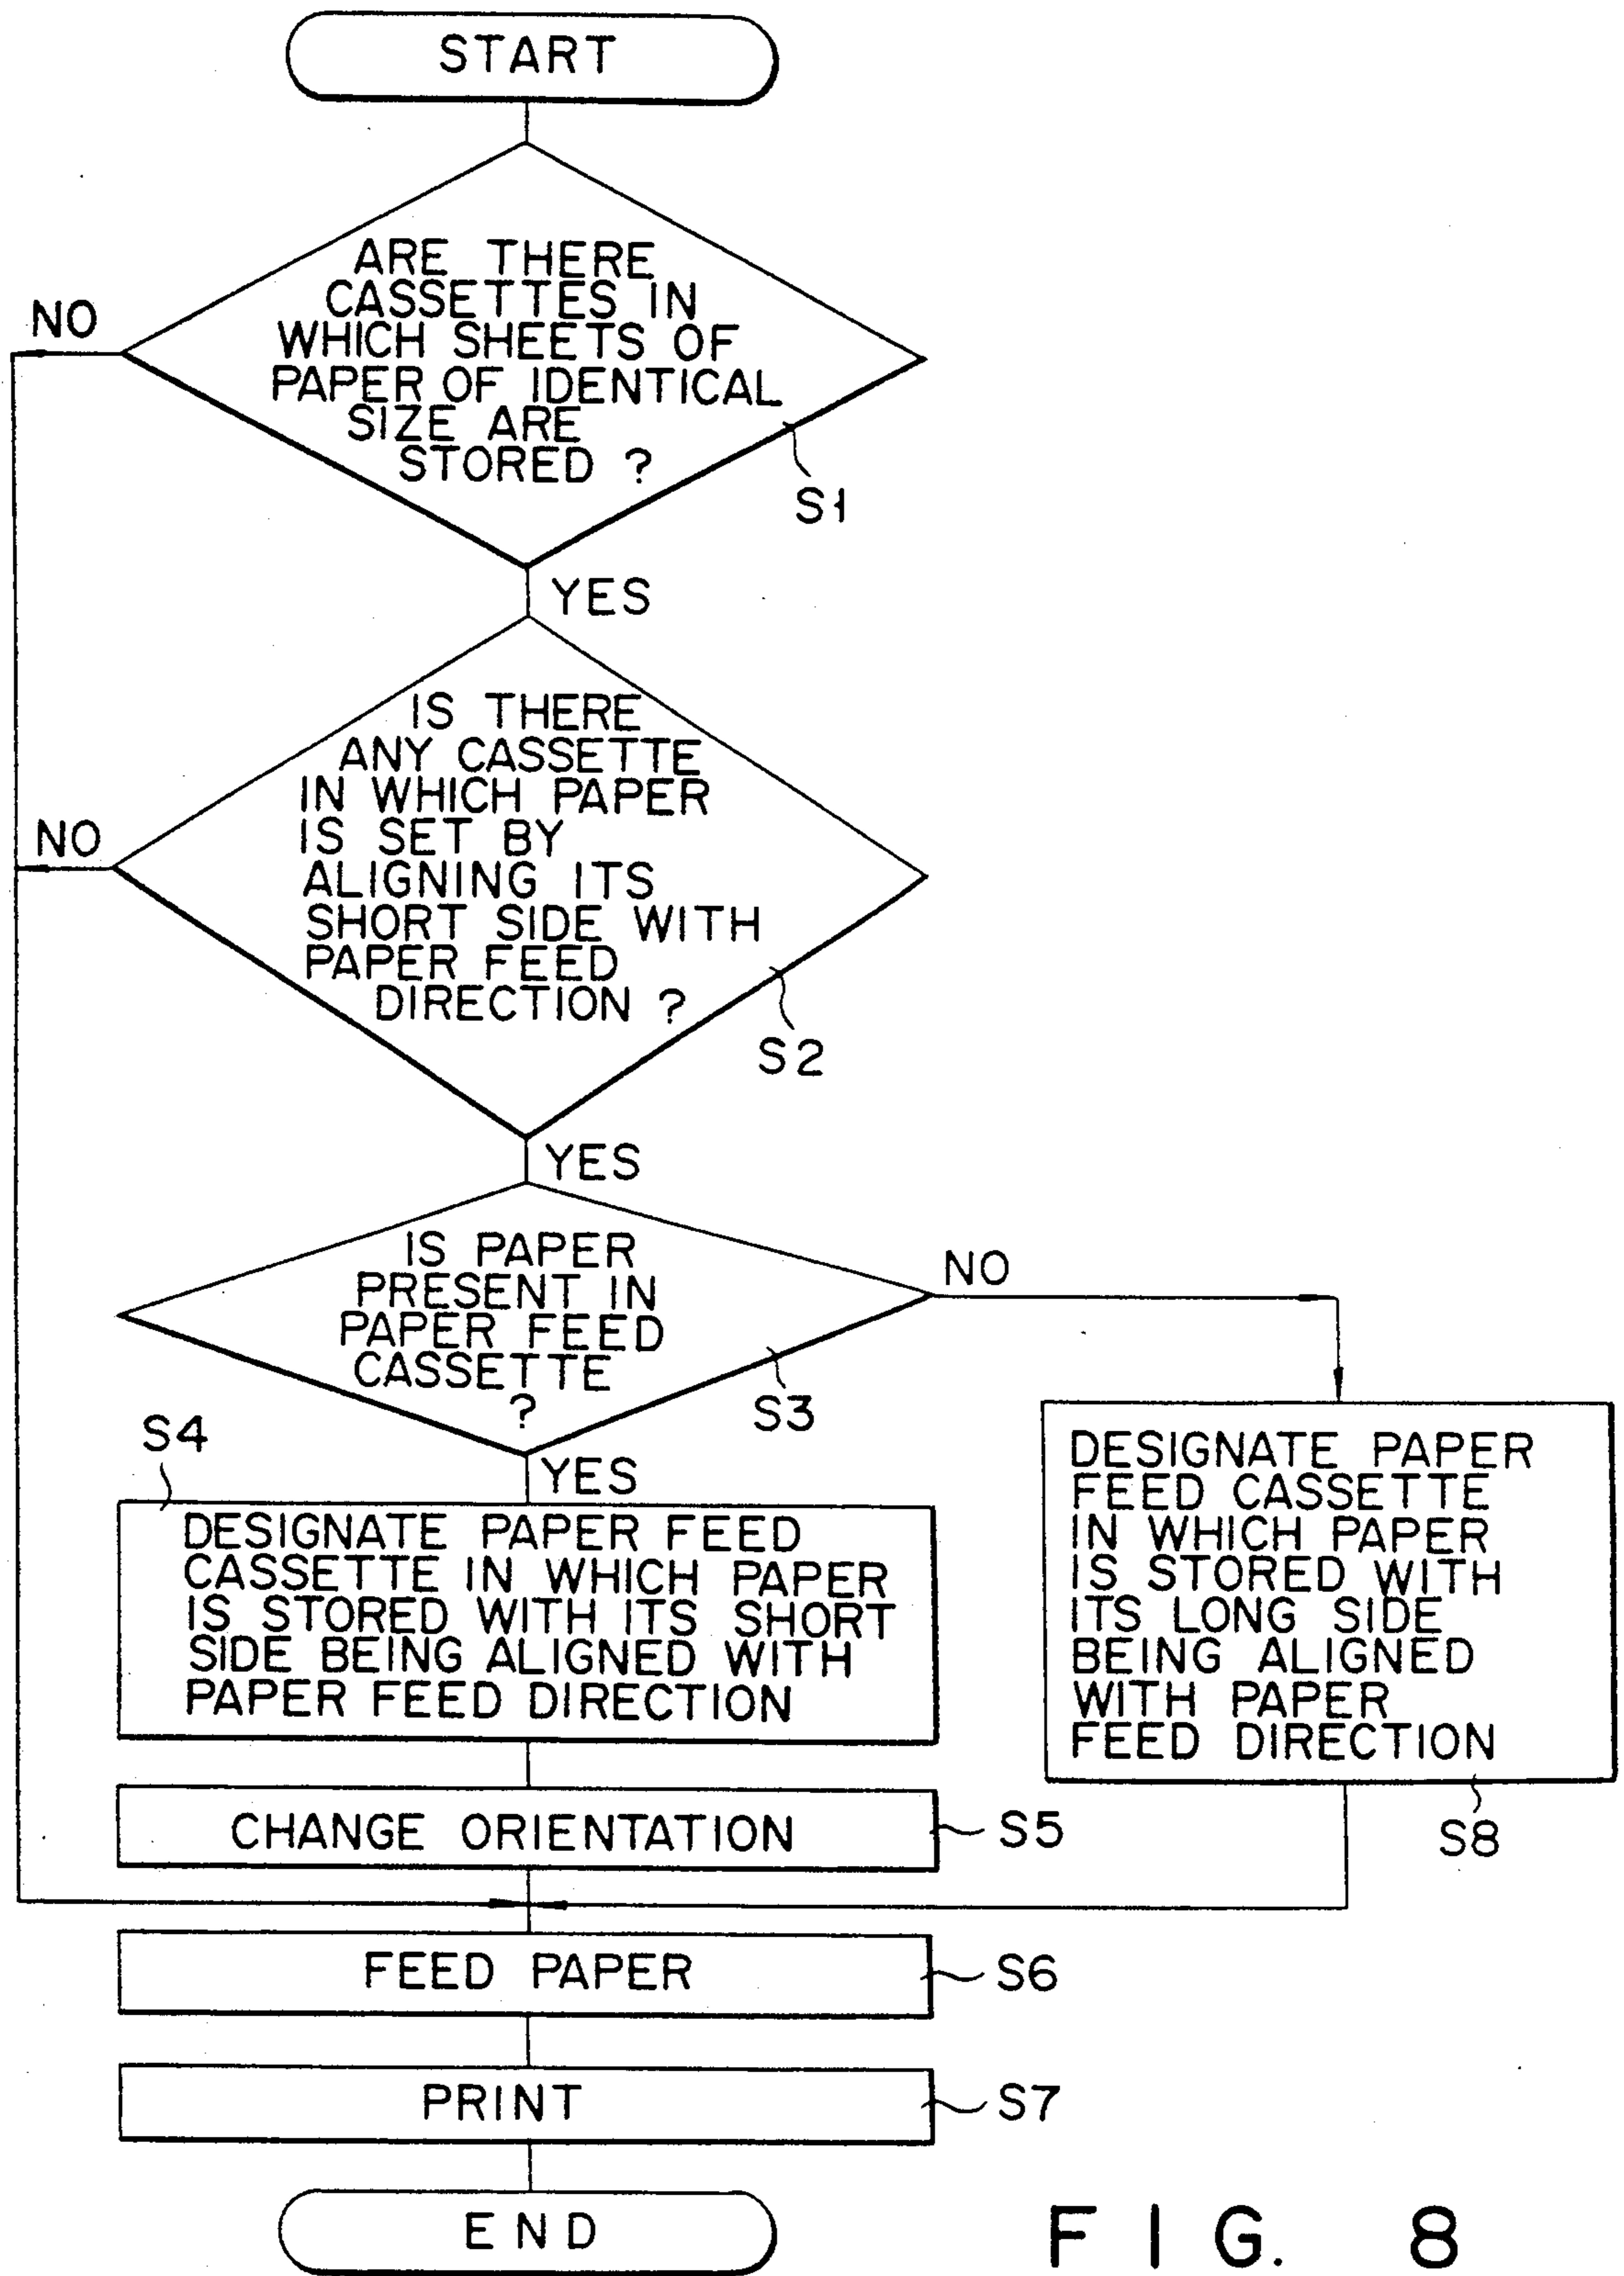 START
ARE THERE
CASSETTES IN
WHICH SHEETS OF
PAPER OF IDENTICAL
SIZE ARE
STORED ?
NO
S1
YES
IS THERE
ANY CASSETTE
IN WHICH PAPER
IS SET BY
ALIGNING ITS
SHORT SIDE WITH
PAPER FEED
DIRECTION ?
NO
S2
YES
IS PAPER
PRESENT IN
PAPER FEED
CASSETTE
?
NO
S3
YES
S4
DESIGNATE PAPER FEED
CASSETTE IN WHICH PAPER
IS STORED WITH ITS SHORT
SIDE BEING ALIGNED WITH
PAPER FEED DIRECTION
DESIGNATE PAPER
FEED CASSETTE
IN WHICH PAPER
IS STORED WITH
ITS LONG SIDE
BEING ALIGNED
WITH PAPER
FEED DIRECTION
S8
CHANGE ORIENTATION
S5
FEED PAPER
S6
PRINT
S7
END
FIG. 8